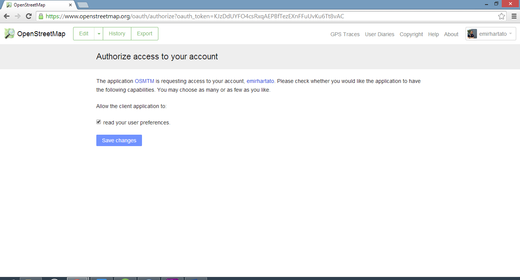 OpenStreetMap
https://www.openstreetmap.org/oauth/authorize?oauth_token=
OpenStreetMap Edit History Export GPS Traces User Diaries Copyright Help About emirhartato
Authorize access to your account
The application OSMTM is requesting access to your account, emirhartato. Please check whether you would like the application to have
the following capabilities. You may choose as many or as few as you like.
Allow the client application to:
read your user preferences.
Save changes